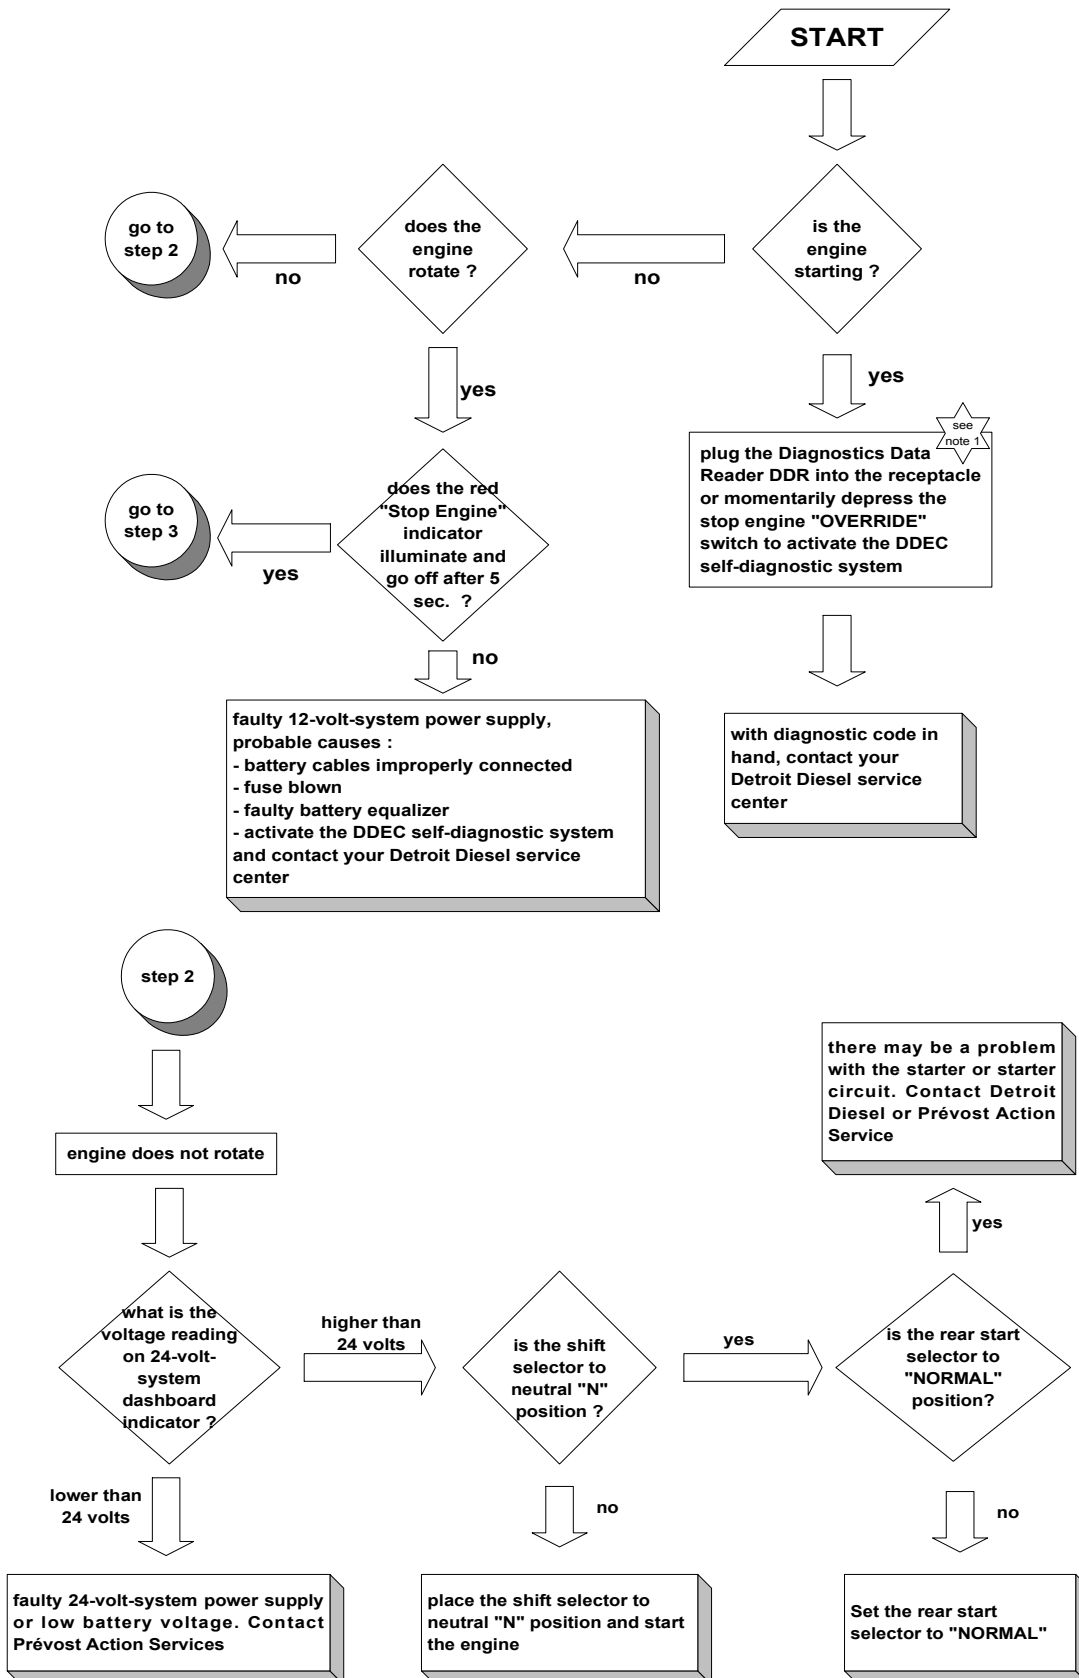 START
go to
step 2
does the
engine
rotate ?
is the
engine
starting ?
no
no
yes
yes
see
note 1
plug the Diagnostics Data
Reader DDR into the receptacle
or momentarily depress the
stop engine "OVERRIDE"
switch to activate the DDEC
self-diagnostic system
go to
step 3
does the red
"Stop Engine"
indicator
illuminate and
go off after 5
sec. ?
yes
no
faulty 12-volt-system power supply,
probable causes :
- battery cables improperly connected
- fuse blown
- faulty battery equalizer
- activate the DDEC self-diagnostic system
and contact your Detroit Diesel service
center
with diagnostic code in
hand, contact your
Detroit Diesel service
center
step 2
engine does not rotate
there may be a problem
with the starter or starter
circuit. Contact Detroit
Diesel or Prévost Action
Service
yes
what is the
voltage reading
on 24-volt-
system
dashboard
indicator ?
higher than
24 volts
is the shift
selector to
neutral "N"
position ?
yes
is the rear start
selector to
"NORMAL"
position?
lower than
24 volts
no
no
faulty 24-volt-system power supply
or low battery voltage. Contact
Prévost Action Services
place the shift selector to
neutral "N" position and start
the engine
Set the rear start
selector to "NORMAL"